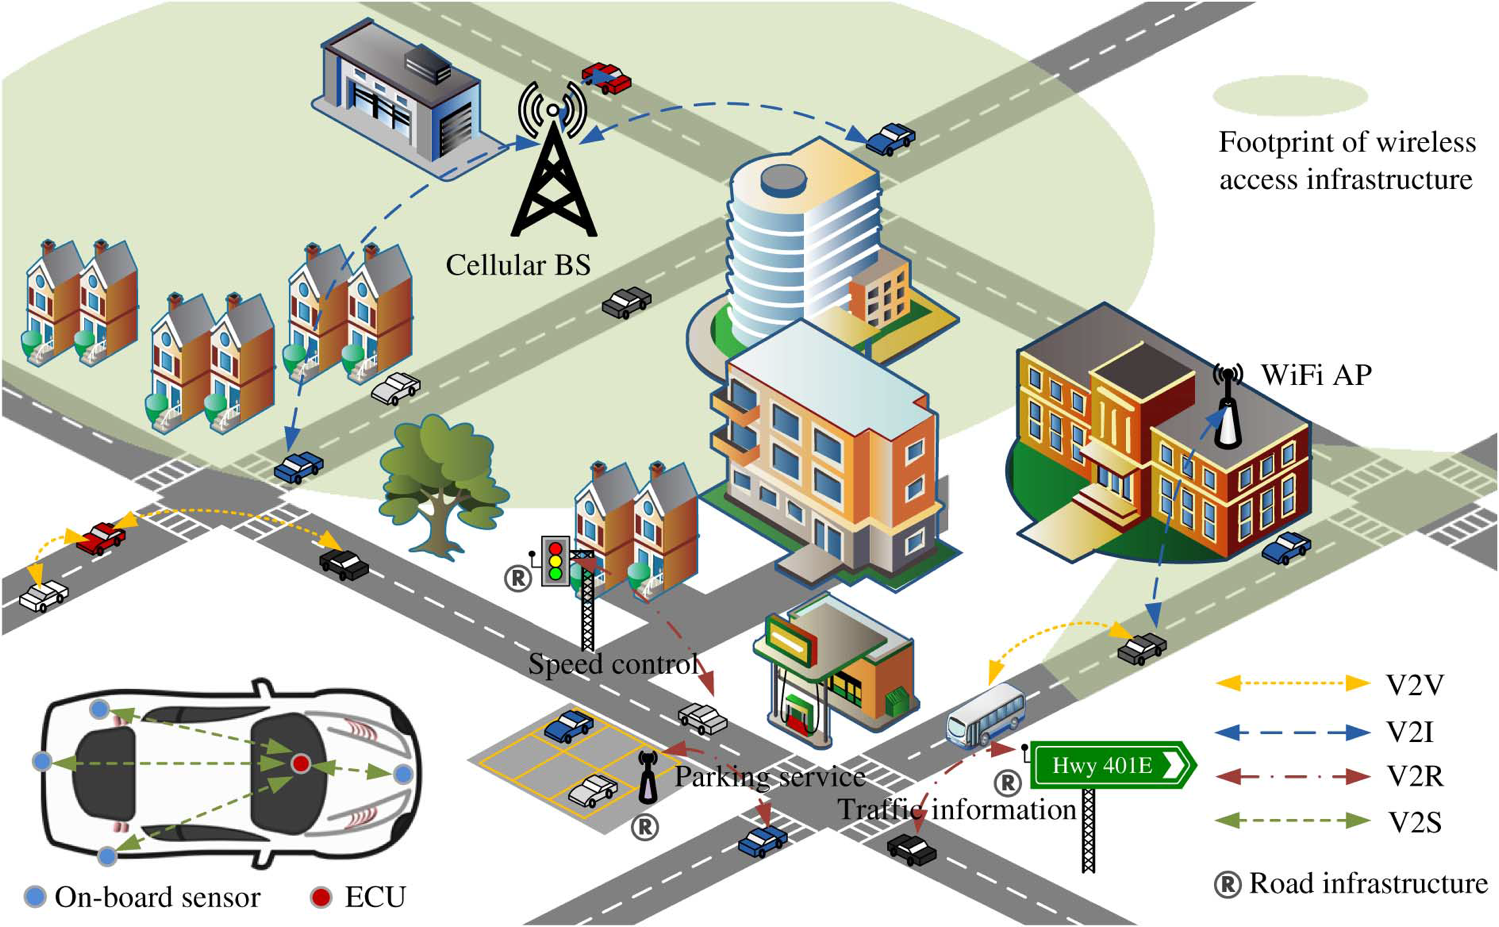 Footprint of wireless
access infrastructure
Cellular BS
WiFi AP
®
Speed control
Parking service
®
Hwy 401E
®
Traffic information
V2V
V2I
V2R
V2S
On-board sensor
ECU
® Road infrastructure